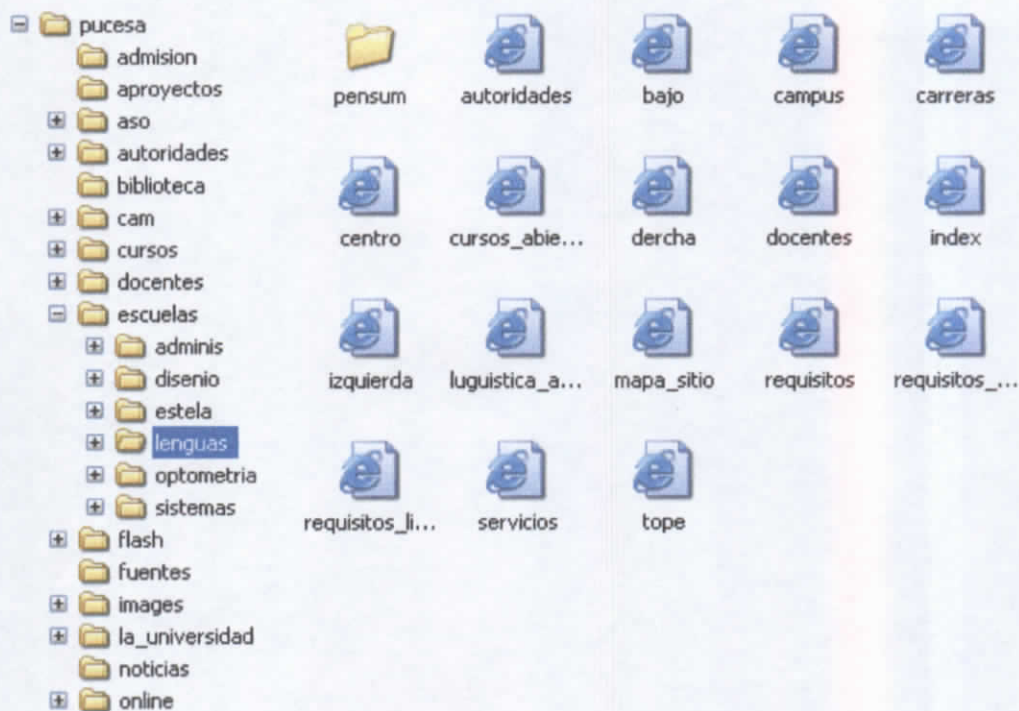 pucesa
admision
aproyectos
aso
autoridades
biblioteca
cam
cursos
docentes
escuelas
adminis
disenio
estela
lenguas
optometria
sistemas
flash
fuentes
images
la_universidad
noticias
online
pensum autoridades bajo campus carreras
centro cursos_abie... dercha docentes index
izquierda luguistica_a... mapa_sitio requisitos requisitos_...
requisitos_li... servicios tope